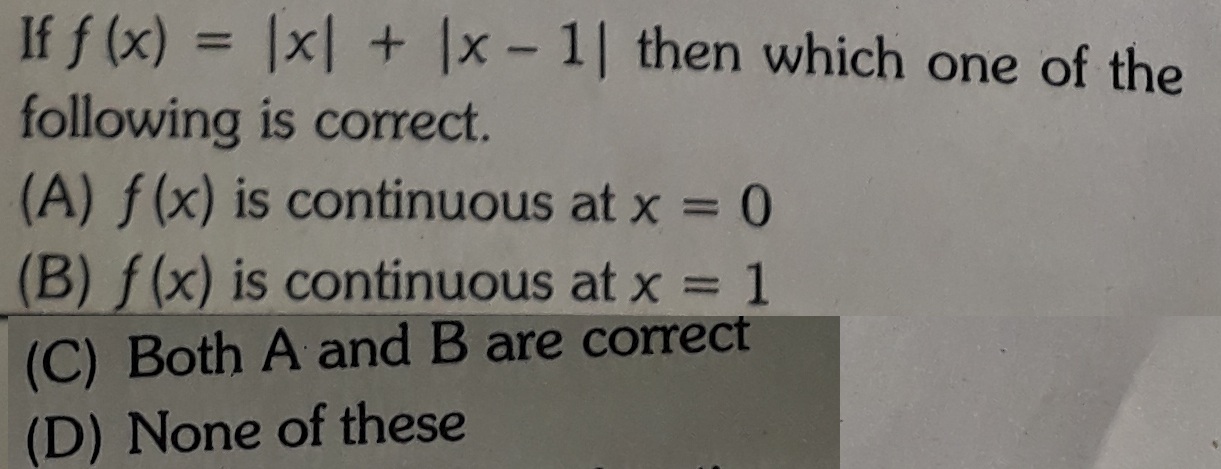 If f (x) = |x| + |x – 1| then which one of the
following is correct.
(A) f (x) is continuous at x = 0
(B) f (x) is continuous at x = 1
(C) Both A and B are correct
(D) None of these